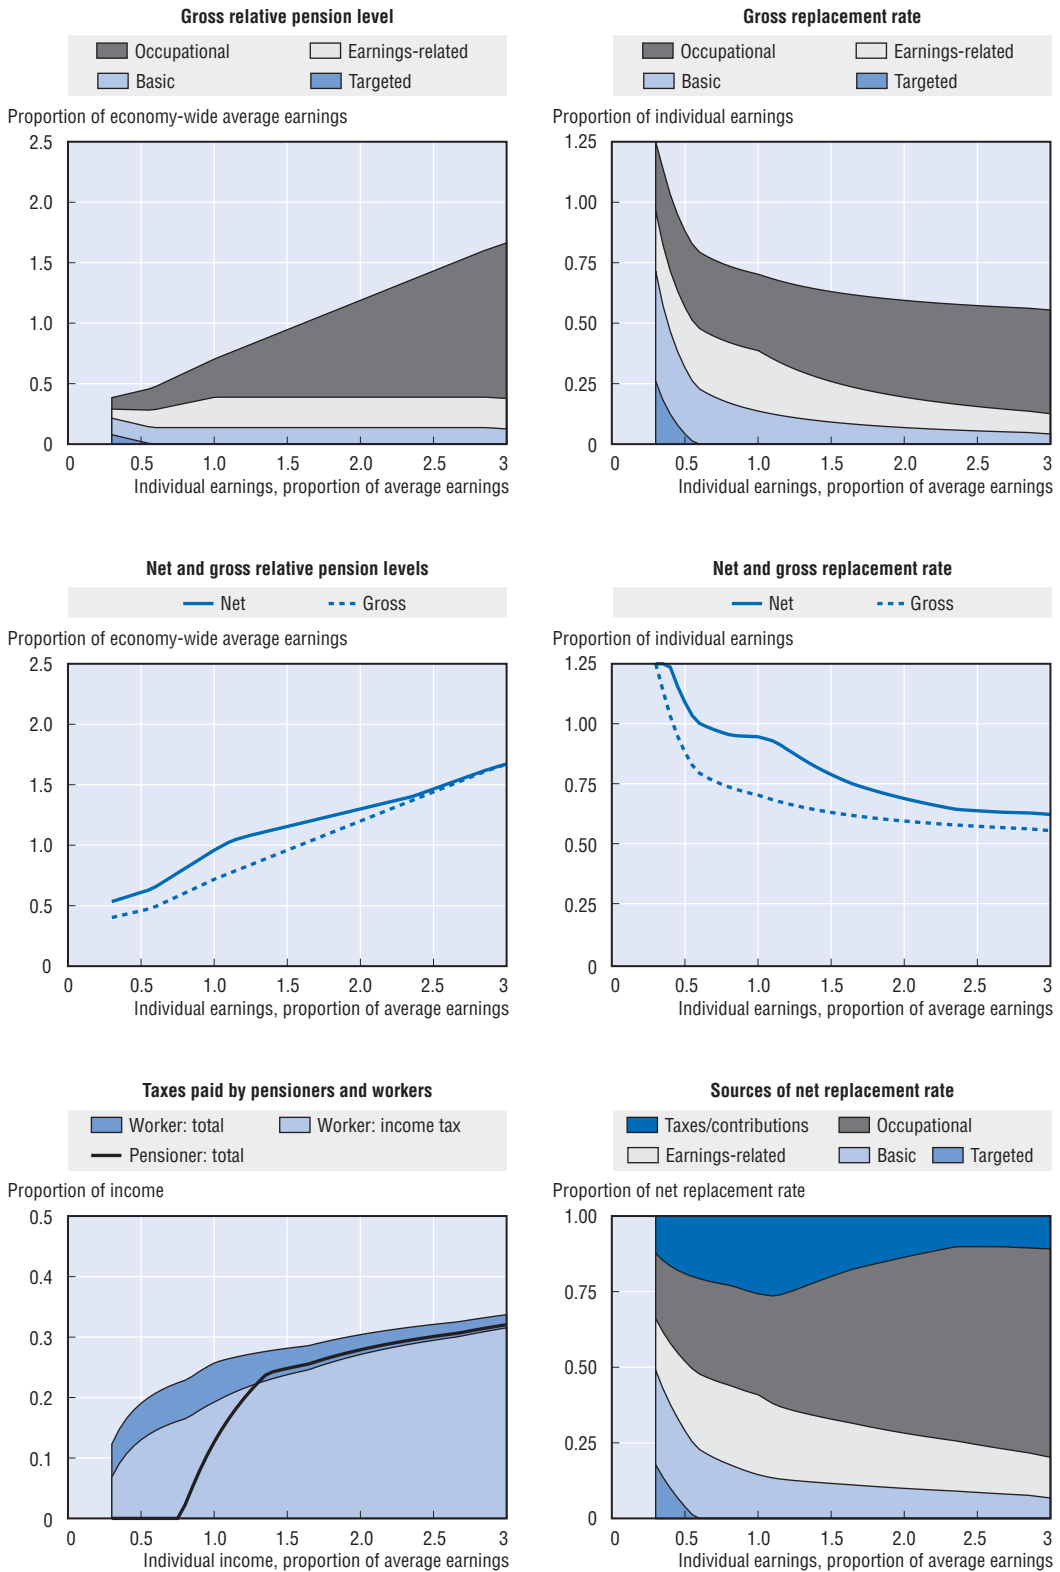 Gross relative pension level
Occupational Earnings-related
Basic Targeted
Proportion of economy-wide average earnings
2.5
2.0
1.5
1.0
0.5
0
0 0.5 1.0 1.5 2.0 2.5 3
Individual earnings, proportion of average earnings
Gross replacement rate
Occupational Earnings-related
Basic Targeted
Proportion of individual earnings
1.25
1.00
0.75
0.50
0.25
0
0 0.5 1.0 1.5 2.0 2.5 3
Individual earnings, proportion of average earnings
Net and gross relative pension levels
Net Gross
Proportion of economy-wide average earnings
2.5
2.0
1.5
1.0
0.5
0
0 0.5 1.0 1.5 2.0 2.5 3
Individual earnings, proportion of average earnings
Net and gross replacement rate
Net Gross
Proportion of individual earnings
1.25
1.00
0.75
0.50
0.25
0
0 0.5 1.0 1.5 2.0 2.5 3
Individual earnings, proportion of average earnings
Taxes paid by pensioners and workers
Worker: total Worker: income tax
Pensioner: total
Proportion of income
0.5
0.4
0.3
0.2
0.1
0
0 0.5 1.0 1.5 2.0 2.5 3
Individual income, proportion of average earnings
Sources of net replacement rate
Taxes/contributions Occupational
Earnings-related Basic Targeted
Proportion of net replacement rate
1.00
0.75
0.50
0.25
0
0 0.5 1.0 1.5 2.0 2.5 3
Individual earnings, proportion of average earnings